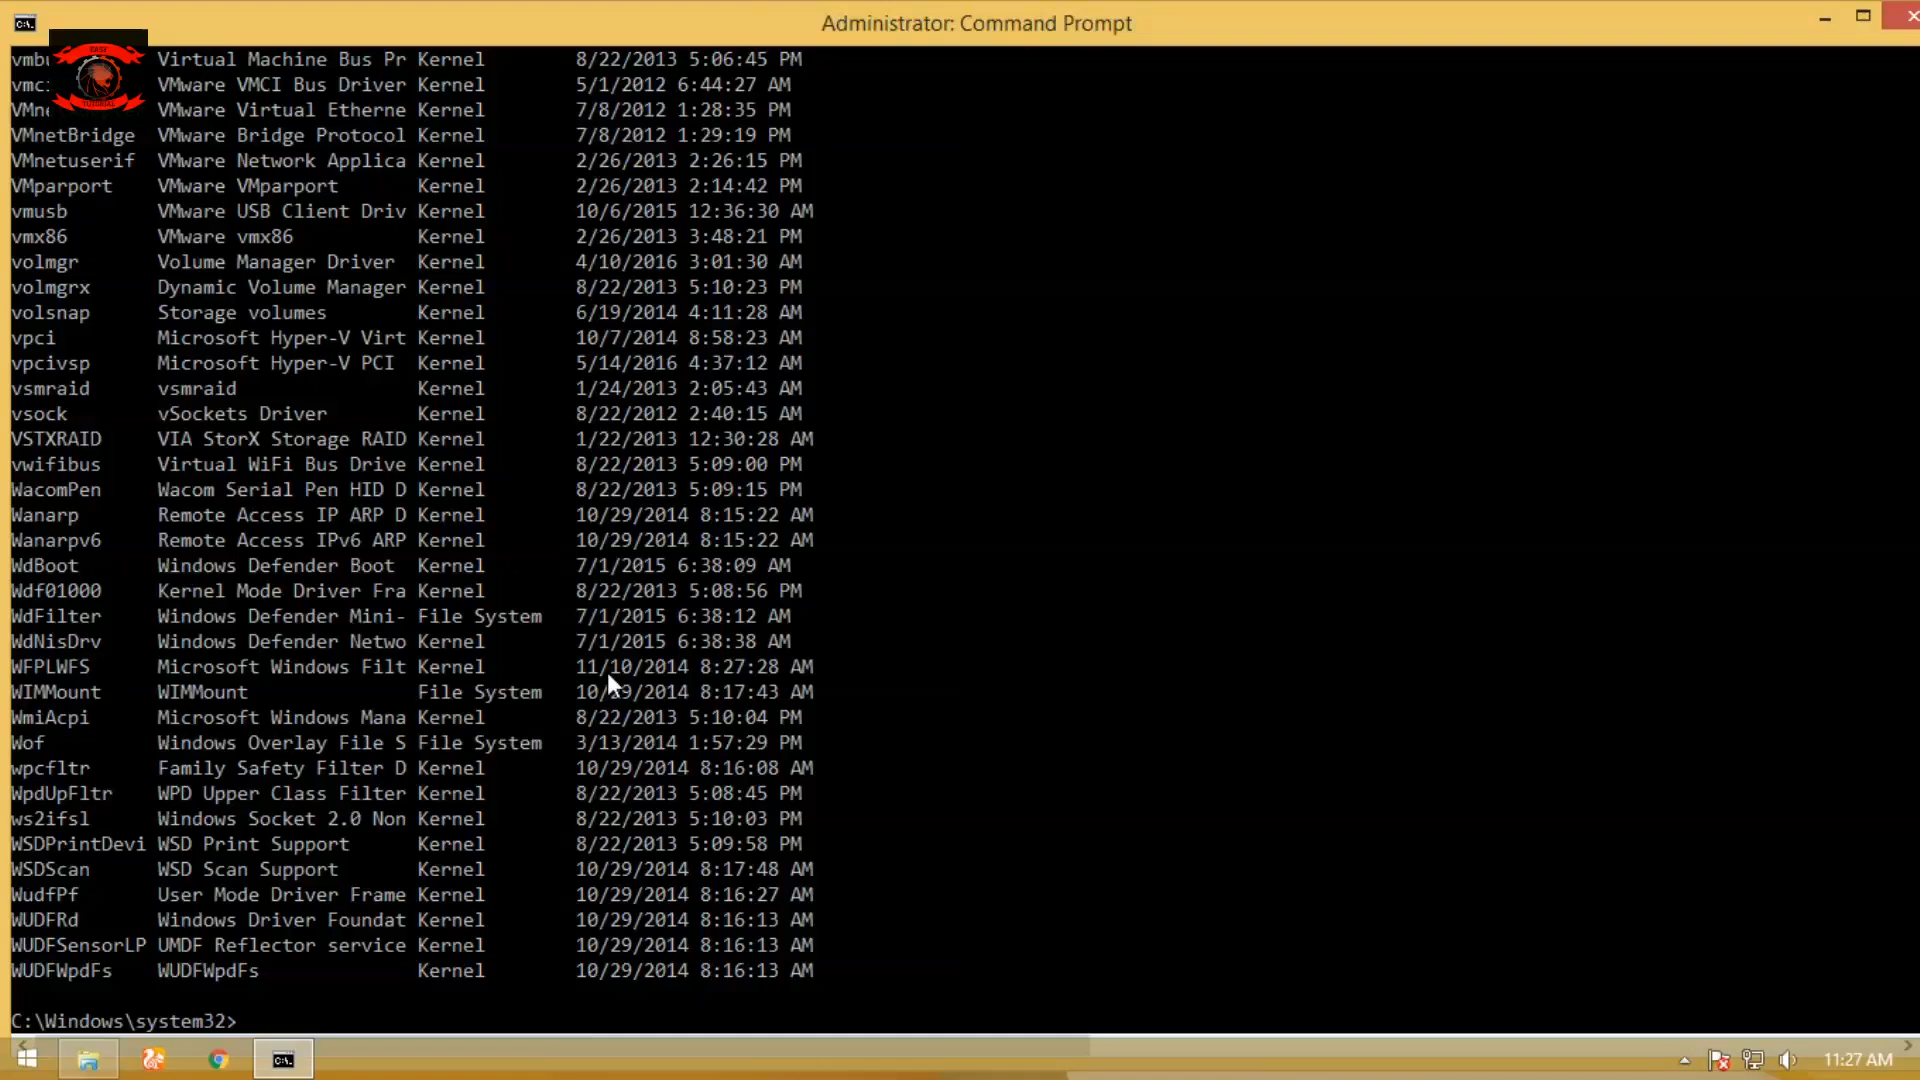 Administrator: Command Prompt
EASY
TUTORIAL
Virtual Machine Bus Pr Kernel 8/22/2013 5:06:45 PM
VMware VMCI Bus Driver Kernel 5/1/2012 6:44:27 AM
VMware Virtual Etherne Kernel 7/8/2012 1:28:35 PM
VMnetBridge VMware Bridge Protocol Kernel 7/8/2012 1:29:19 PM
VMnetuserif VMware Network Applica Kernel 2/26/2013 2:26:15 PM
VMparport VMware VMparport Kernel 2/26/2013 2:14:42 PM
vmusb VMware USB Client Driv Kernel 10/6/2015 12:36:30 AM
vmx86 VMware vmx86 Kernel 2/26/2013 3:48:21 PM
volmgr Volume Manager Driver Kernel 4/10/2016 3:01:30 AM
volmgrx Dynamic Volume Manager Kernel 8/22/2013 5:10:23 PM
volsnap Storage volumes Kernel 6/19/2014 4:11:28 AM
vpci Microsoft Hyper-V Virt Kernel 10/7/2014 8:58:23 AM
vpcivsp Microsoft Hyper-V PCI Kernel 5/14/2016 4:37:12 AM
vsmraid vsmraid Kernel 1/24/2013 2:05:43 AM
vsock vSockets Driver Kernel 8/22/2012 2:40:15 AM
VSTXRAID VIA StorX Storage RAID Kernel 1/22/2013 12:30:28 AM
vwifibus Virtual WiFi Bus Drive Kernel 8/22/2013 5:09:00 PM
WacomPen Wacom Serial Pen HID D Kernel 8/22/2013 5:09:15 PM
Wanarp Remote Access IP ARP D Kernel 10/29/2014 8:15:22 AM
Wanarpv6 Remote Access IPv6 ARP Kernel 10/29/2014 8:15:22 AM
WdBoot Windows Defender Boot Kernel 7/1/2015 6:38:09 AM
Wdf01000 Kernel Mode Driver Fra Kernel 8/22/2013 5:08:56 PM
WdFilter Windows Defender Mini- File System 7/1/2015 6:38:12 AM
WdNisDrv Windows Defender Netwo Kernel 7/1/2015 6:38:38 AM
WFPLWFS Microsoft Windows Filt Kernel 11/10/2014 8:27:28 AM
WIMMount WIMMount File System 10/29/2014 8:17:43 AM
WmiAcpi Microsoft Windows Mana Kernel 8/22/2013 5:10:04 PM
Wof Windows Overlay File S File System 3/13/2014 1:57:29 PM
wpcfltr Family Safety Filter D Kernel 10/29/2014 8:16:08 AM
WpdUpFltr WPD Upper Class Filter Kernel 8/22/2013 5:08:45 PM
ws2ifsl Windows Socket 2.0 Non Kernel 8/22/2013 5:10:03 PM
WSDPrintDevi WSD Print Support Kernel 8/22/2013 5:09:58 PM
WSDScan WSD Scan Support Kernel 10/29/2014 8:17:48 AM
WudfPf User Mode Driver Frame Kernel 10/29/2014 8:16:27 AM
WUDFRd Windows Driver Foundat Kernel 10/29/2014 8:16:13 AM
WUDFSensorLP UMDF Reflector service Kernel 10/29/2014 8:16:13 AM
WUDFWpdFs WUDFWpdFs Kernel 10/29/2014 8:16:13 AM
C:\Windows\system32>
11:27 AM